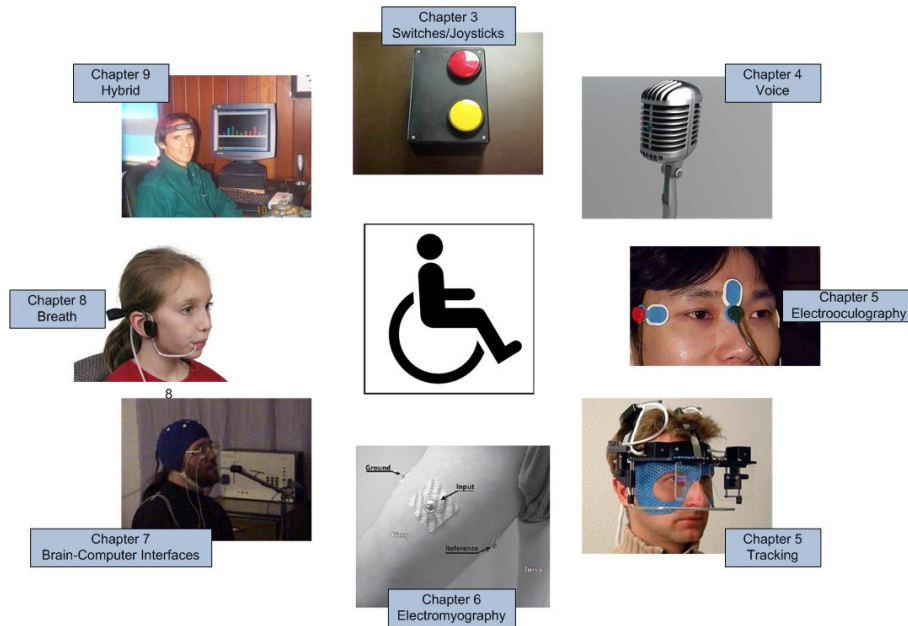 Chapter 3
Switches/Joysticks
Chapter 9
Hybrid
Chapter 4
Voice
Chapter 8
Breath
Chapter 5
Electrooculography
8
Ground
Input
Reference
Torso
Chapter 7
Brain-Computer Interfaces
Chapter 5
Tracking
Chapter 6
Electromyography